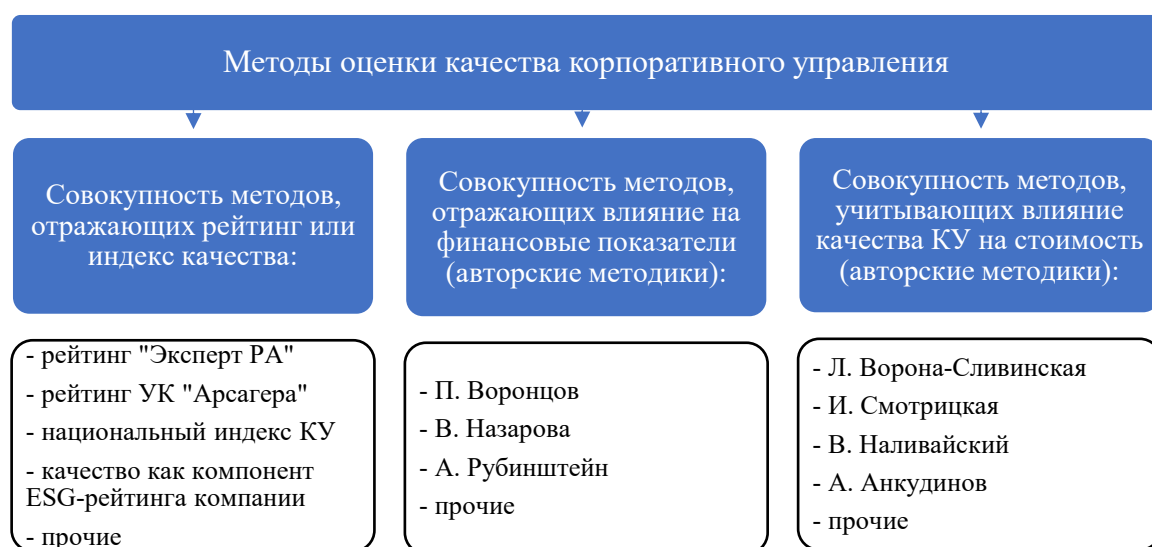 Методы оценки качества корпоративного управления
Совокупность методов,
отражающих рейтинг или
индекс качества:
- рейтинг "Эксперт РА"
- рейтинг УК "Арсагера"
- национальный индекс КУ
- качество как компонент
ESG-рейтинга компании
- прочие
Совокупность методов,
отражающих влияние на
финансовые показатели
(авторские методики):
- П. Воронцов
- В. Назарова
- А. Рубинштейн
- прочие
Совокупность методов,
учитывающих влияние
качества КУ на стоимость
(авторские методики):
- Л. Ворона-Сливинская
- И. Смотрицкая
- В. Наливайский
- А. Анкудинов
- прочие